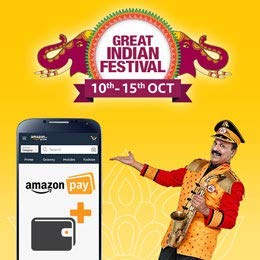 GREAT
INDIAN
FESTIVAL
10th-15th OCT
amazon
Search
Prime Grocery Mobiles Fashion
amazon pay